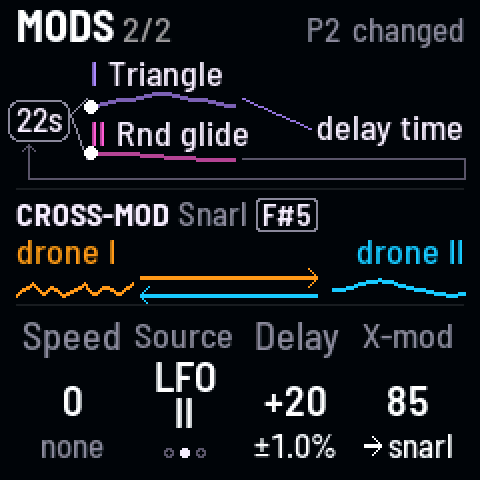 MODS 2/2 P2 changed
I Triangle
22s
II Rnd glide
delay time
CROSS-MOD Snarl F#5
drone I drone II
Speed Source Delay X-mod
0 LFO II +20 85
none ±1.0% →snarl